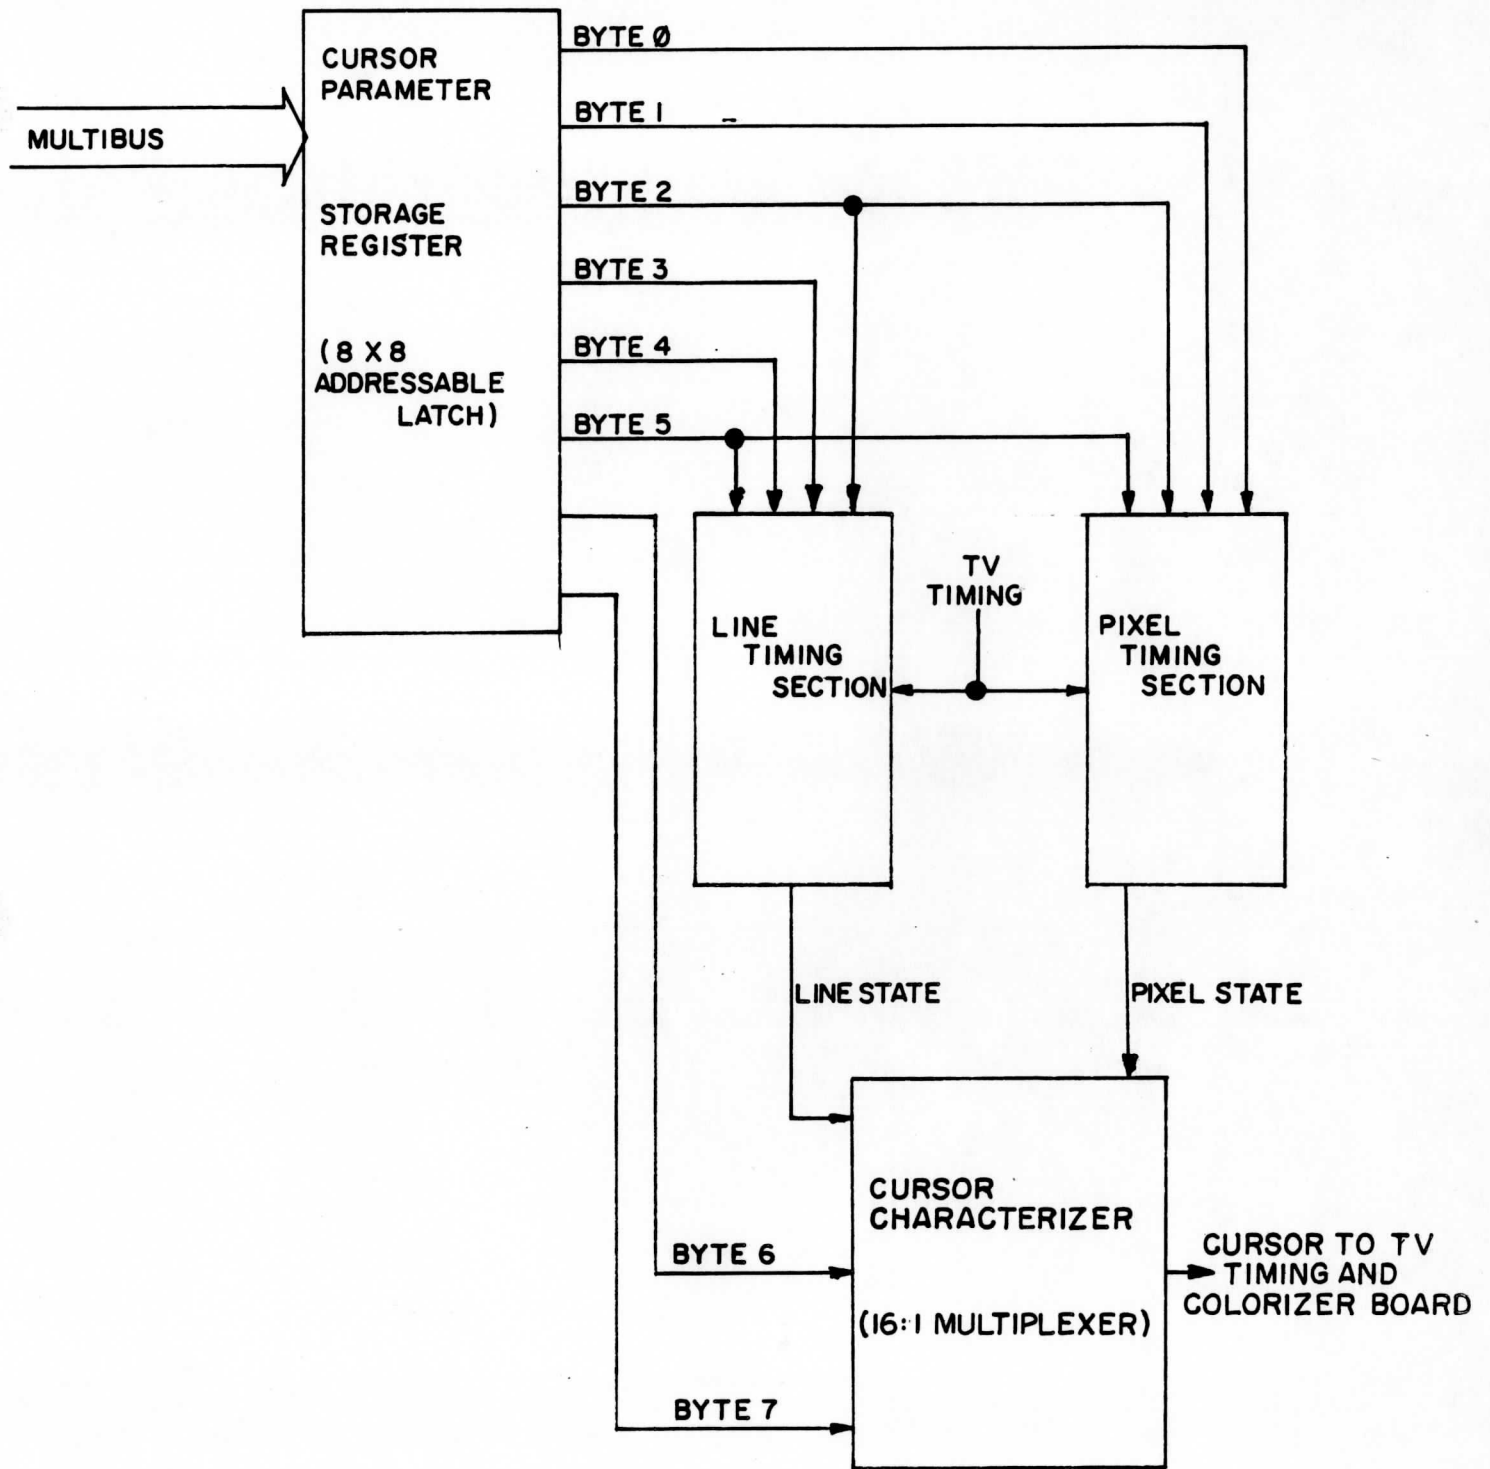 BYTE Ø
CURSOR
PARAMETER
BYTE 1
MULTIBUS
BYTE 2
STORAGE
REGISTER
BYTE 3
BYTE 4
(8 X 8
ADDRESSABLE
LATCH)
BYTE 5
TV
TIMING
LINE
TIMING
SECTION
PIXEL
TIMING
SECTION
LINE STATE
PIXEL STATE
CURSOR
CHARACTERIZER
BYTE 6
CURSOR TO TV
TIMING AND
COLORIZER BOARD
(16:1 MULTIPLEXER)
BYTE 7